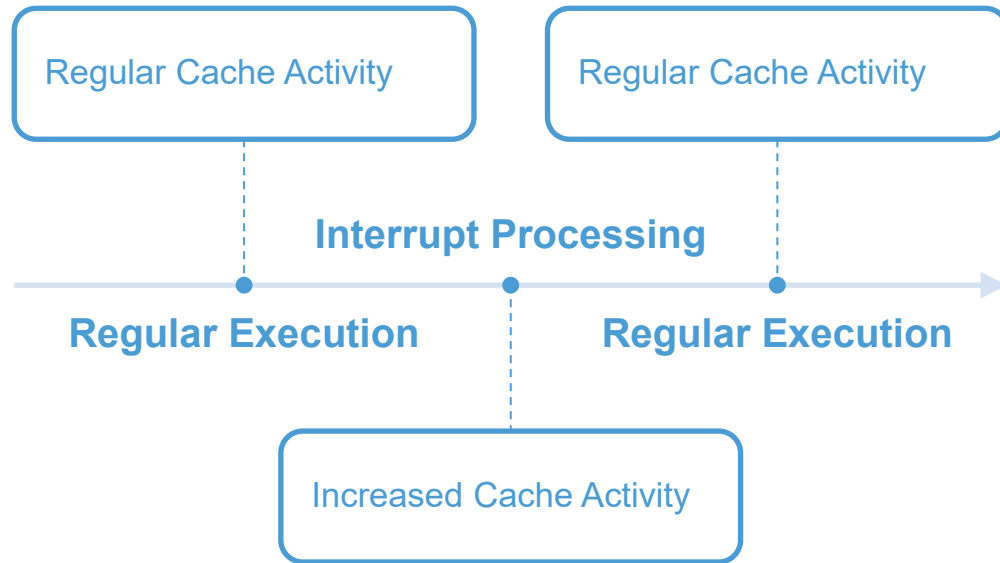 Regular Cache Activity
Regular Cache Activity
Interrupt Processing
Regular Execution
Regular Execution
Increased Cache Activity